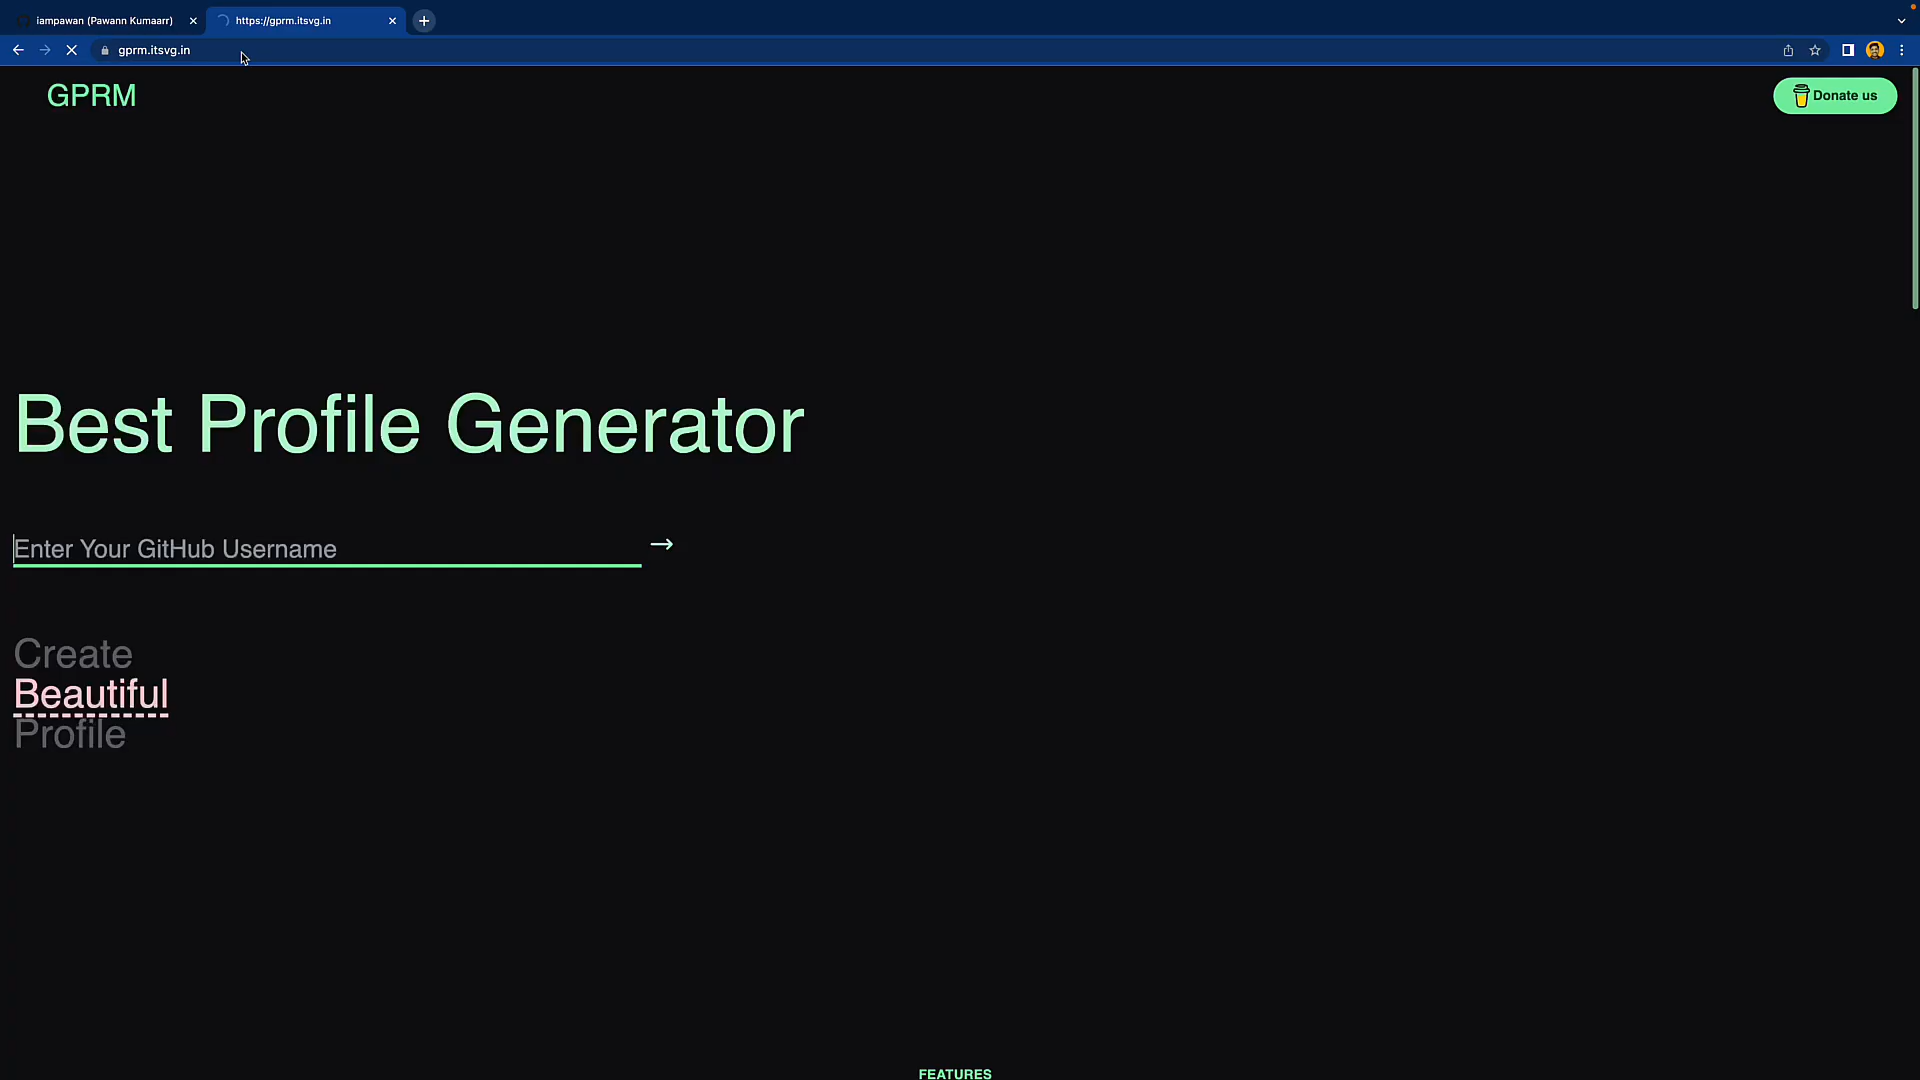 iampawan (Pawann Kumaarr)
https://gprm.itsvg.in
gprm.itsvg.in
GPRM
Donate us
Best Profile Generator
Enter Your GitHub Username
Create
Beautiful
Profile
FEATURES